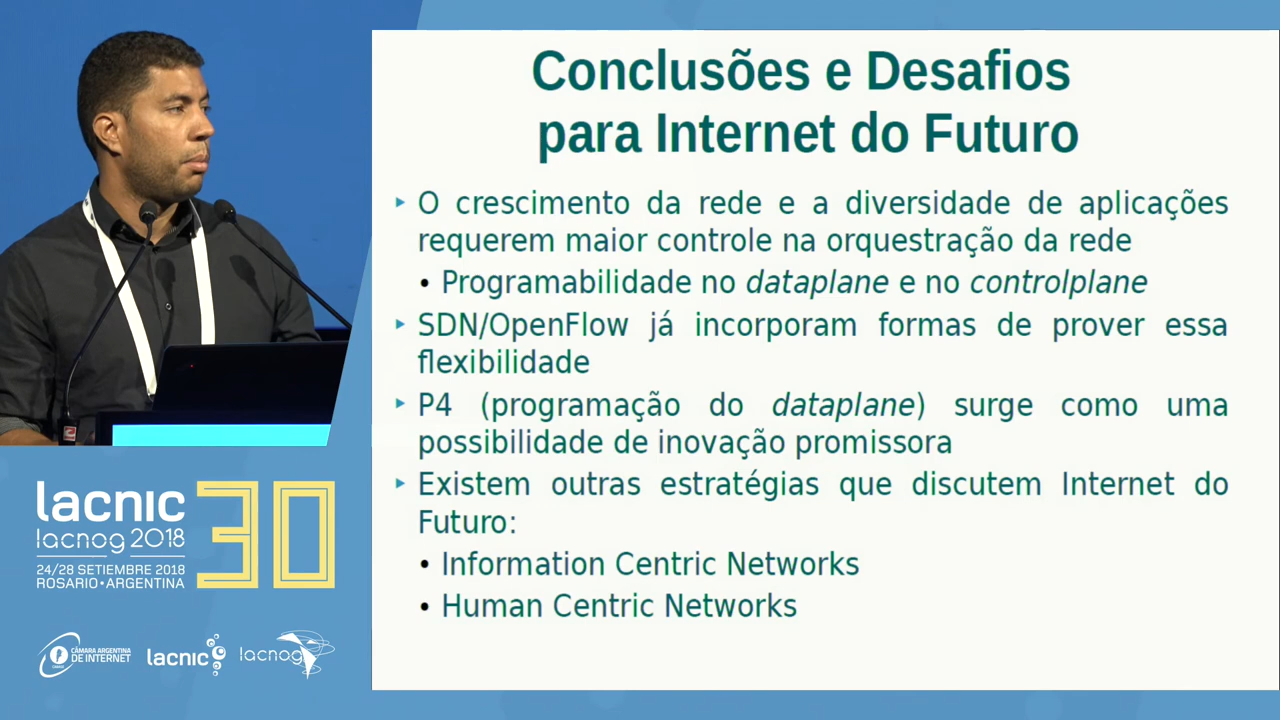 Conclusões e Desafios
para Internet do Futuro
O crescimento da rede e a diversidade de aplicações
requerem maior controle na orquestração da rede
• Programabilidade no dataplane e no controlplane
SDN/OpenFlow já incorporam formas de prover essa
flexibilidade
P4 (programação do dataplane) surge como uma
possibilidade de inovação promissora
Existem outras estratégias que discutem Internet do
Futuro:
• Information Centric Networks
• Human Centric Networks
lacnic 30
lacnog 2018
24/28 SETIEMBRE 2018
ROSARIO•ARGENTINA
CÁMARA ARGENTINA
DE INTERNET
lacnic
lacnog